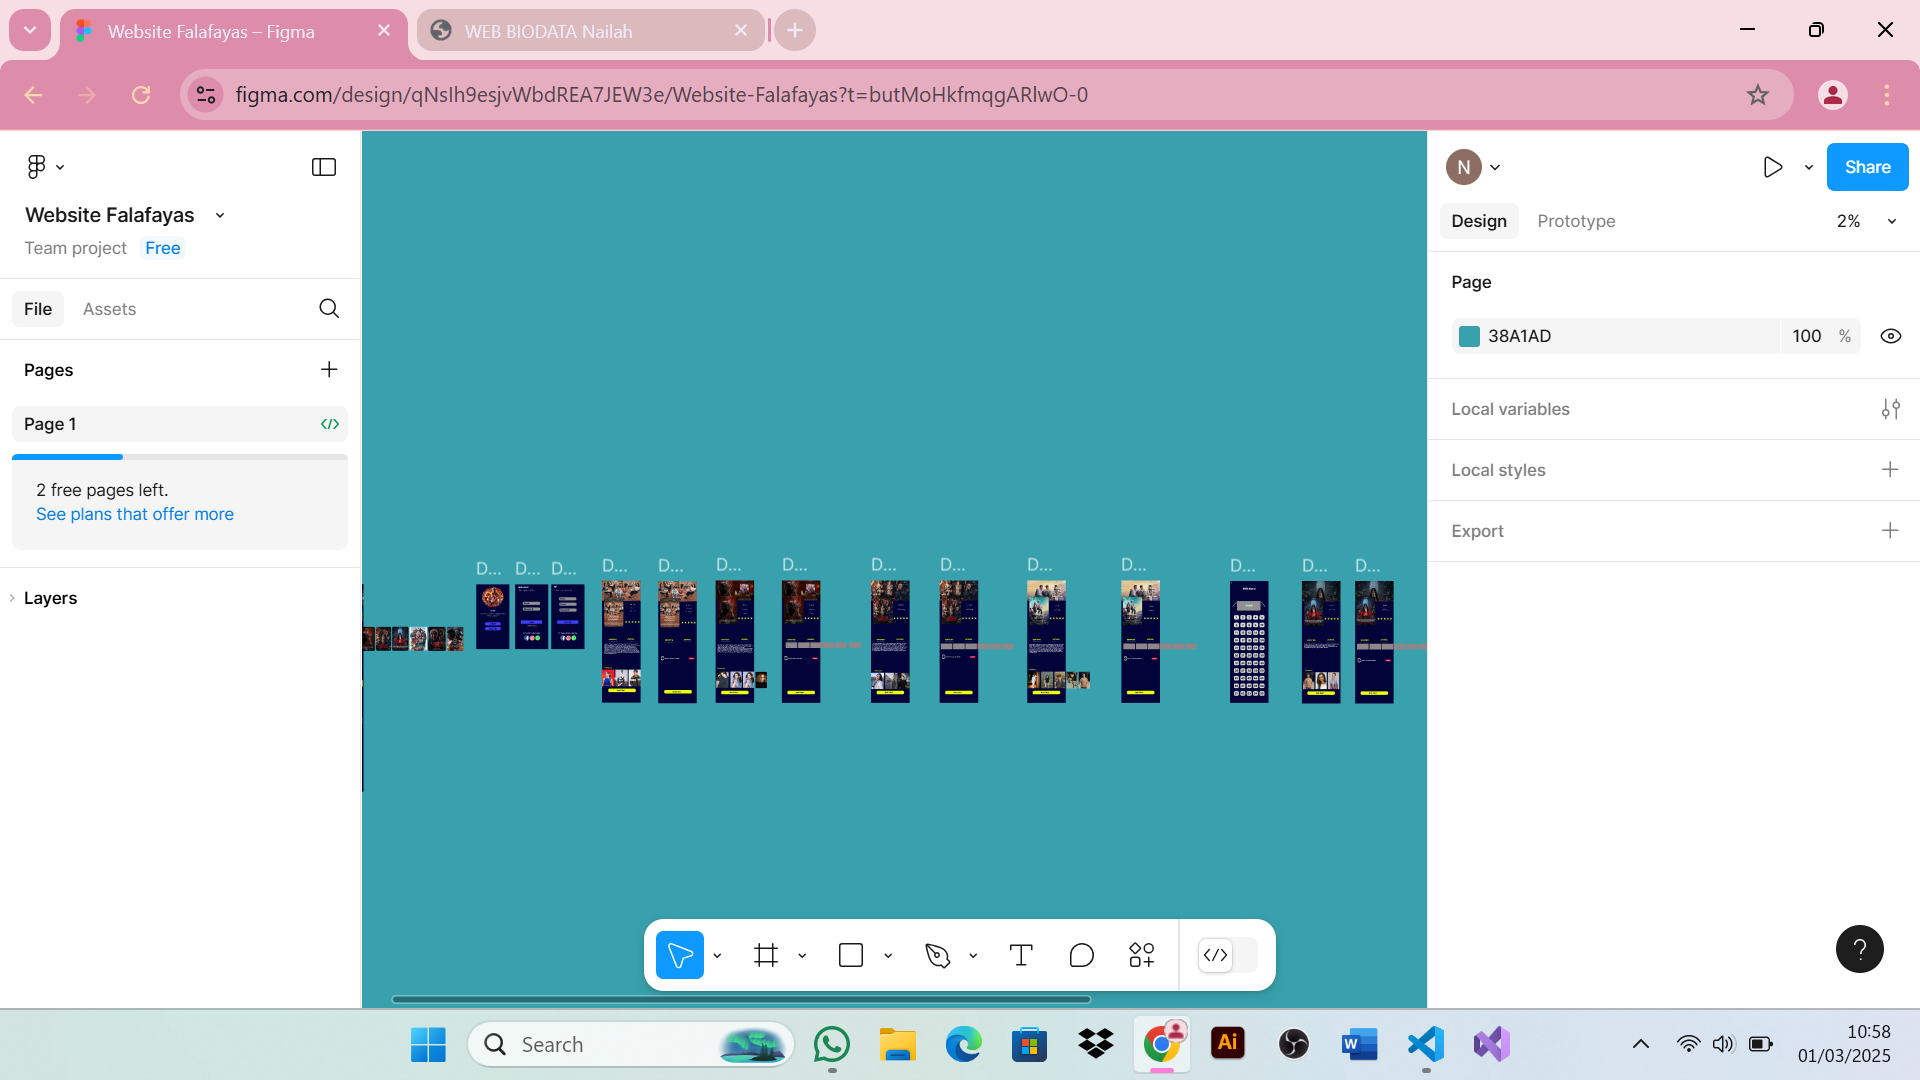 Website Falafayas – Figma
WEB BIODATA Nailah
figma.com/design/qNsIh9esjvWbdREA7JEW3e/Website-Falafayas?t=butMoHkfmqgARlwO-0
Website Falafayas
Team project Free
File Assets
Pages
Page 1
2 free pages left.
See plans that offer more
Layers
D... D... D... D... D... D... D... D... D... D... D... D... D... D...
N
Share
Design Prototype 2%
Page
38A1AD 100 %
Local variables
Local styles
Export
?
Search
Ai
W
10:58
01/03/2025